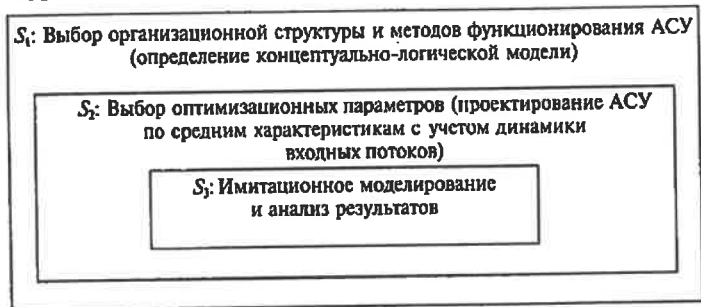 S₁: Выбор организационной структуры и методов функционирования АСУ
(определение концептуально-логической модели)
S₂: Выбор оптимизационных параметров (проектирование АСУ
по средним характеристикам с учетом динамики
входных потоков)
S₃: Имитационное моделирование
и анализ результатов